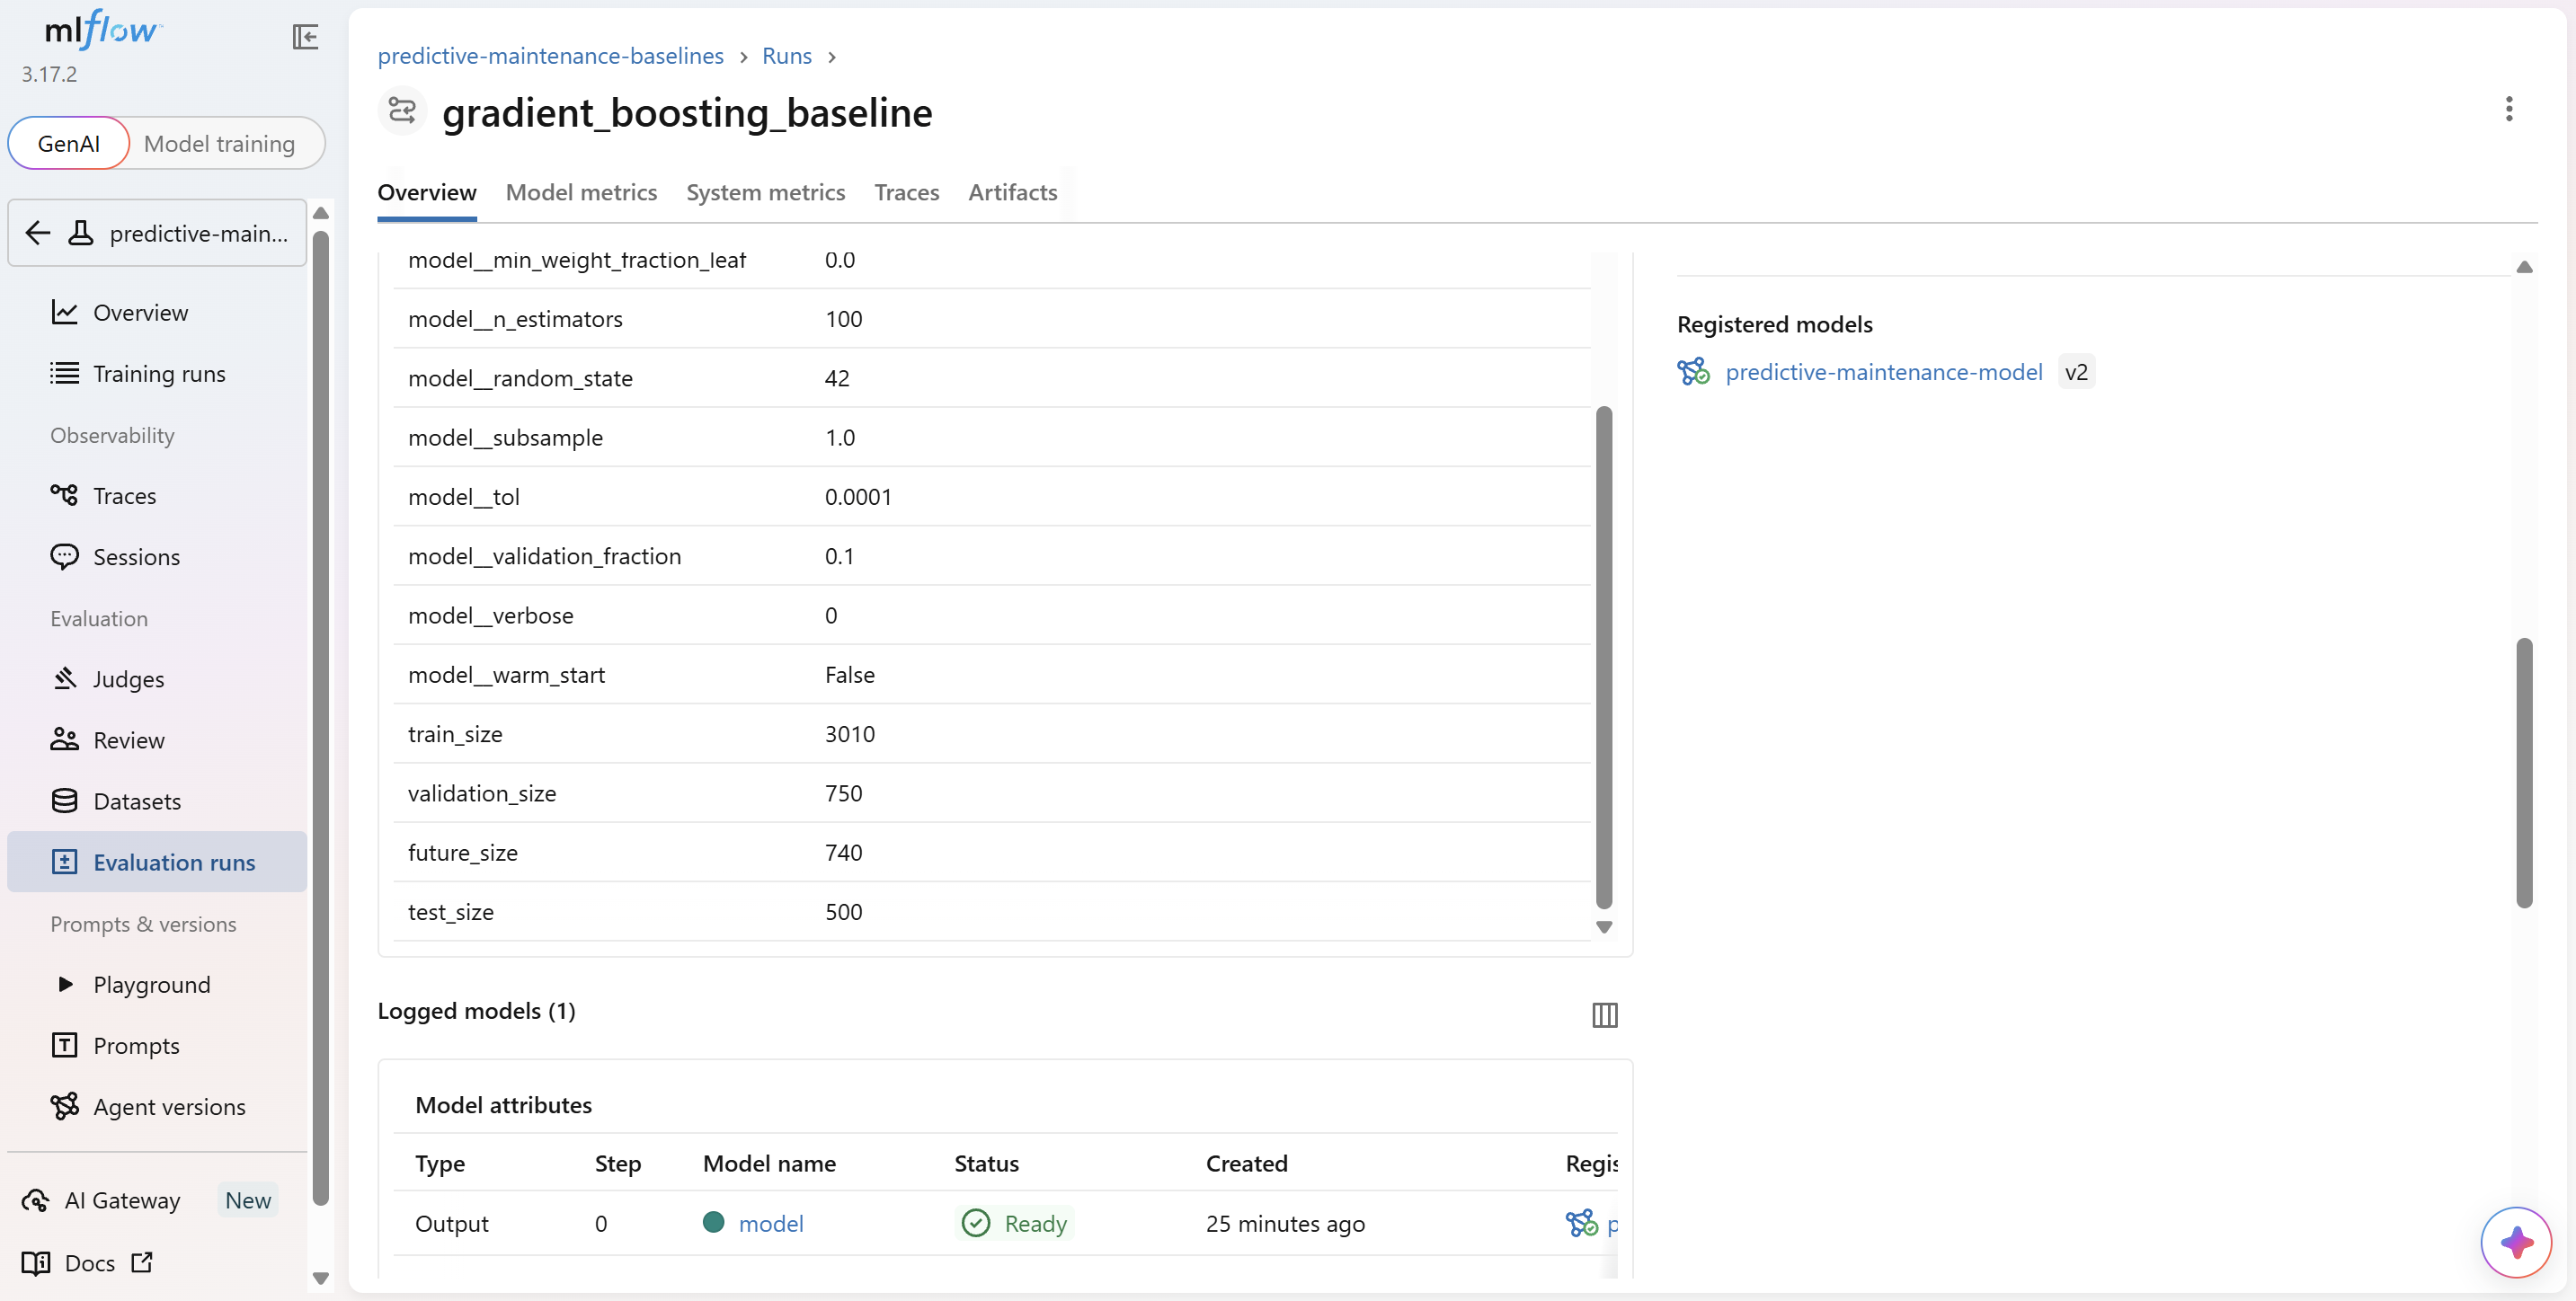 mlflow
3.17.2
GenAI Model training
predictive-main...
Overview
Training runs
Observability
Traces
Sessions
Evaluation
Judges
Review
Datasets
Evaluation runs
Prompts & versions
Playground
Prompts
Agent versions
AI Gateway New
Docs
predictive-maintenance-baselines > Runs >
gradient_boosting_baseline
Overview Model metrics System metrics Traces Artifacts
model__min_weight_fraction_leaf 0.0
model__n_estimators 100
model__random_state 42
model__subsample 1.0
model__tol 0.0001
model__validation_fraction 0.1
model__verbose 0
model__warm_start False
train_size 3010
validation_size 750
future_size 740
test_size 500
Logged models (1)
Model attributes
Type Step Model name Status Created Regis
Output 0 model Ready 25 minutes ago p
Registered models
predictive-maintenance-model v2